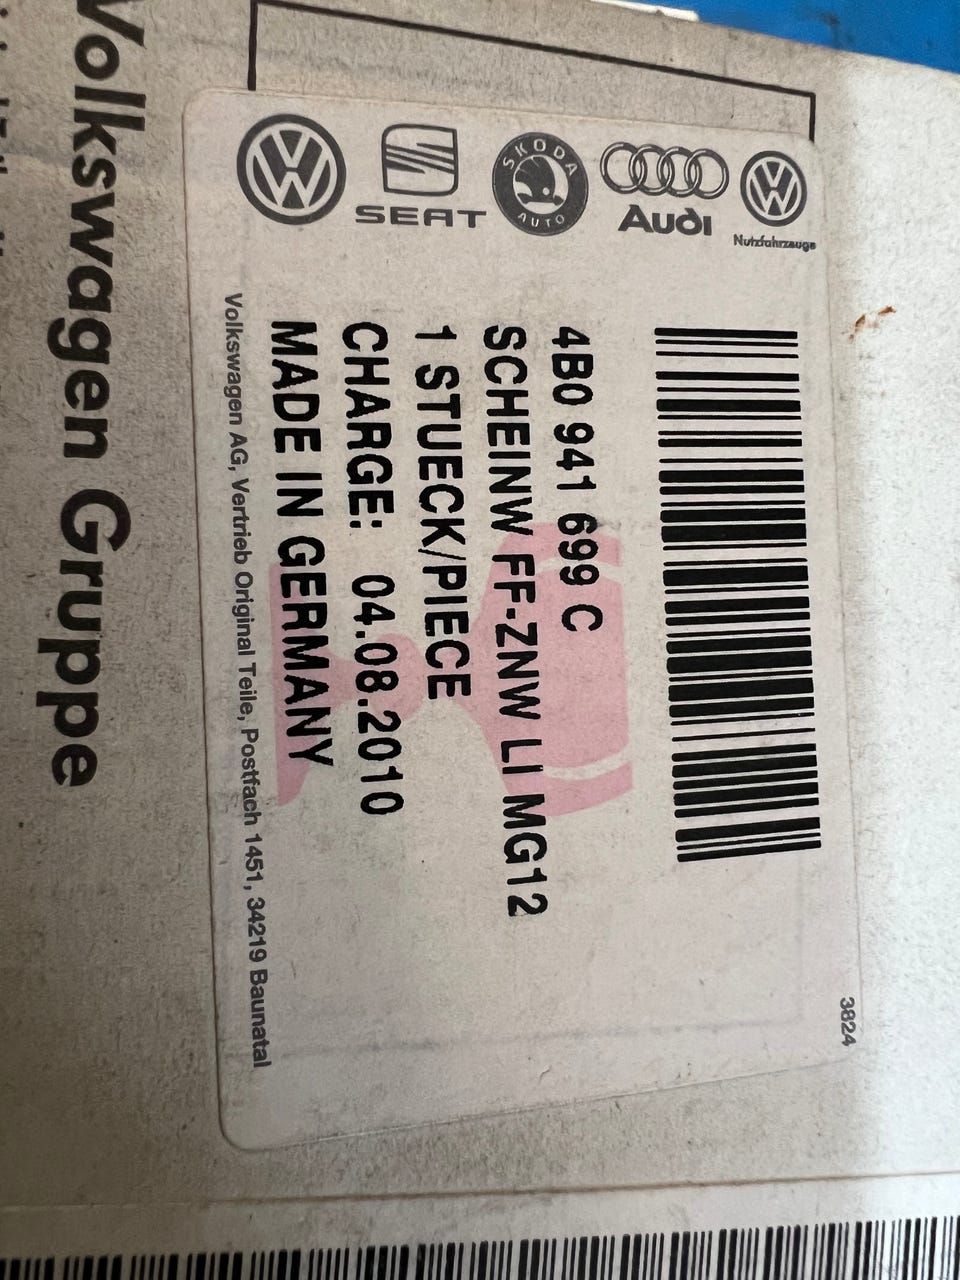 SEAT
SKODA
AUTO
Audi
Nutzfahrzeuge
4B0 941 699 C
SCHEINW FF-ZNW LI MG12
1 STUECK/PIECE
CHARGE: 04.08.2010
MADE IN GERMANY
Volkswagen AG, Vertrieb Original Teile, Postfach 1451, 34219 Baunatal
3824
Volkswagen Gruppe